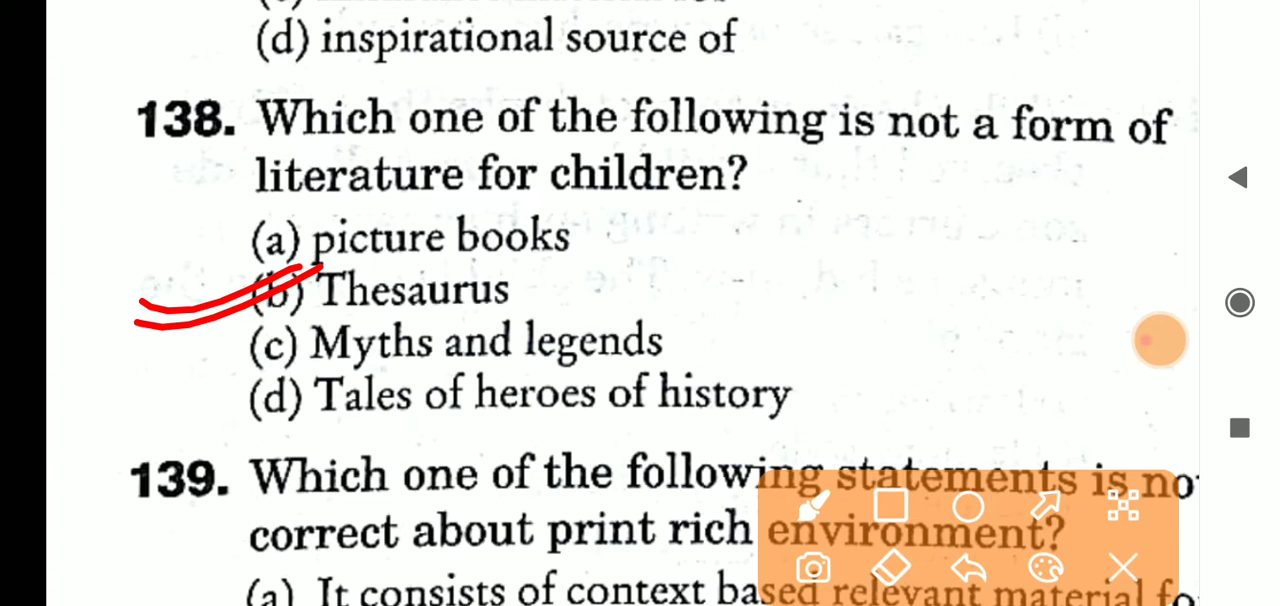 (d) inspirational source of
138. Which one of the following is not a form of
literature for children?
(a) picture books
(b) Thesaurus
(c) Myths and legends
(d) Tales of heroes of history
139. Which one of the following statements is no
correct about print rich environment?
(a) It consists of context based relevant material fo